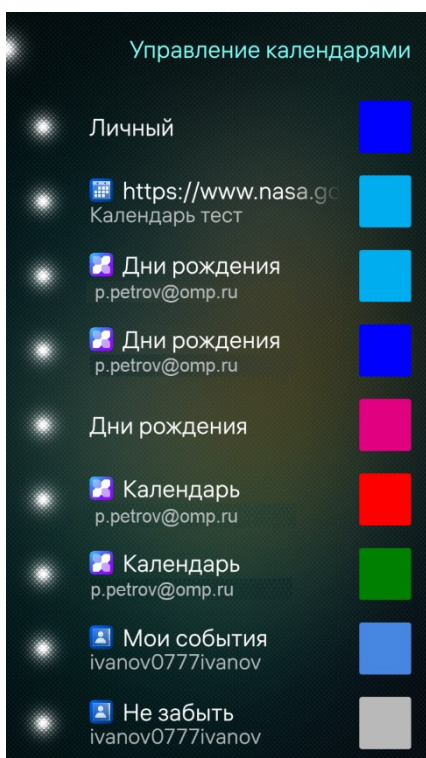 Управление календарями
Личный
https://www.nasa.go
Календарь тест
Дни рождения
p.petrov@omp.ru
Дни рождения
p.petrov@omp.ru
Дни рождения
Календарь
p.petrov@omp.ru
Календарь
p.petrov@omp.ru
Мои события
ivanov0777ivanov
Не забыть
ivanov0777ivanov